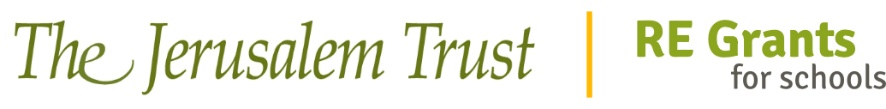 The Jerusalem Trust
RE Grants
for schools